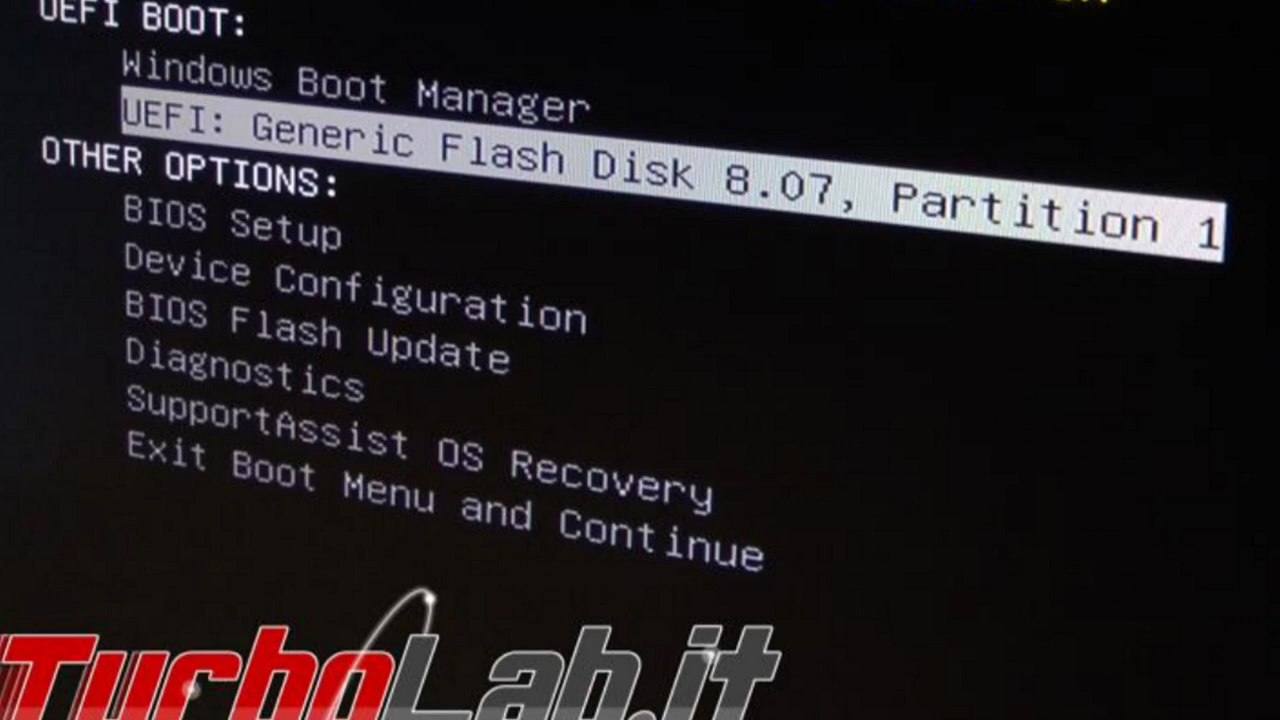 UEFI BOOT:
Windows Boot Manager
UEFI: Generic Flash Disk 8.07, Partition 1
OTHER OPTIONS:
BIOS Setup
Device Configuration
BIOS Flash Update
Diagnostics
SupportAssist OS Recovery
Exit Boot Menu and Continue
TurboLab.it